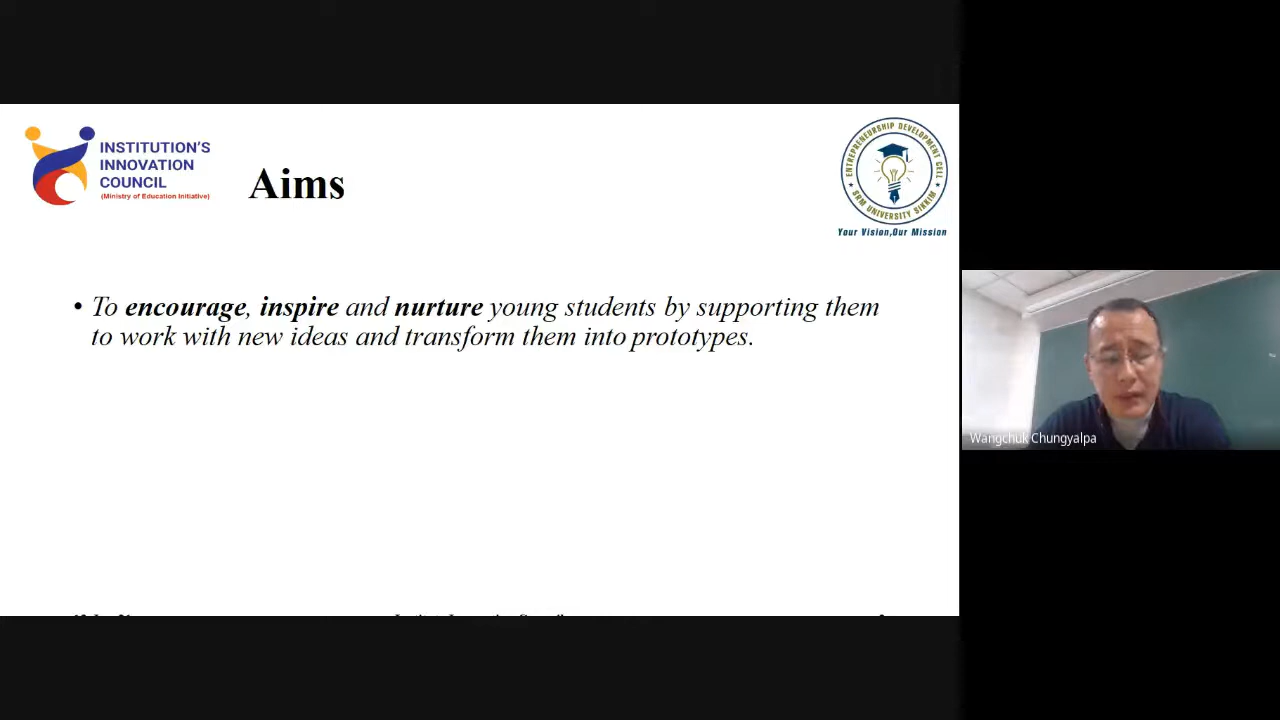 INSTITUTION'S
INNOVATION
COUNCIL
(Ministry of Education Initiative)
Aims
ENTREPRENEURSHIP DEVELOPMENT CELL
SRM UNIVERSITY SIKKIM
Your Vision,Our Mission
• To encourage, inspire and nurture young students by supporting them
to work with new ideas and transform them into prototypes.
Wangchuk Chungyalpa